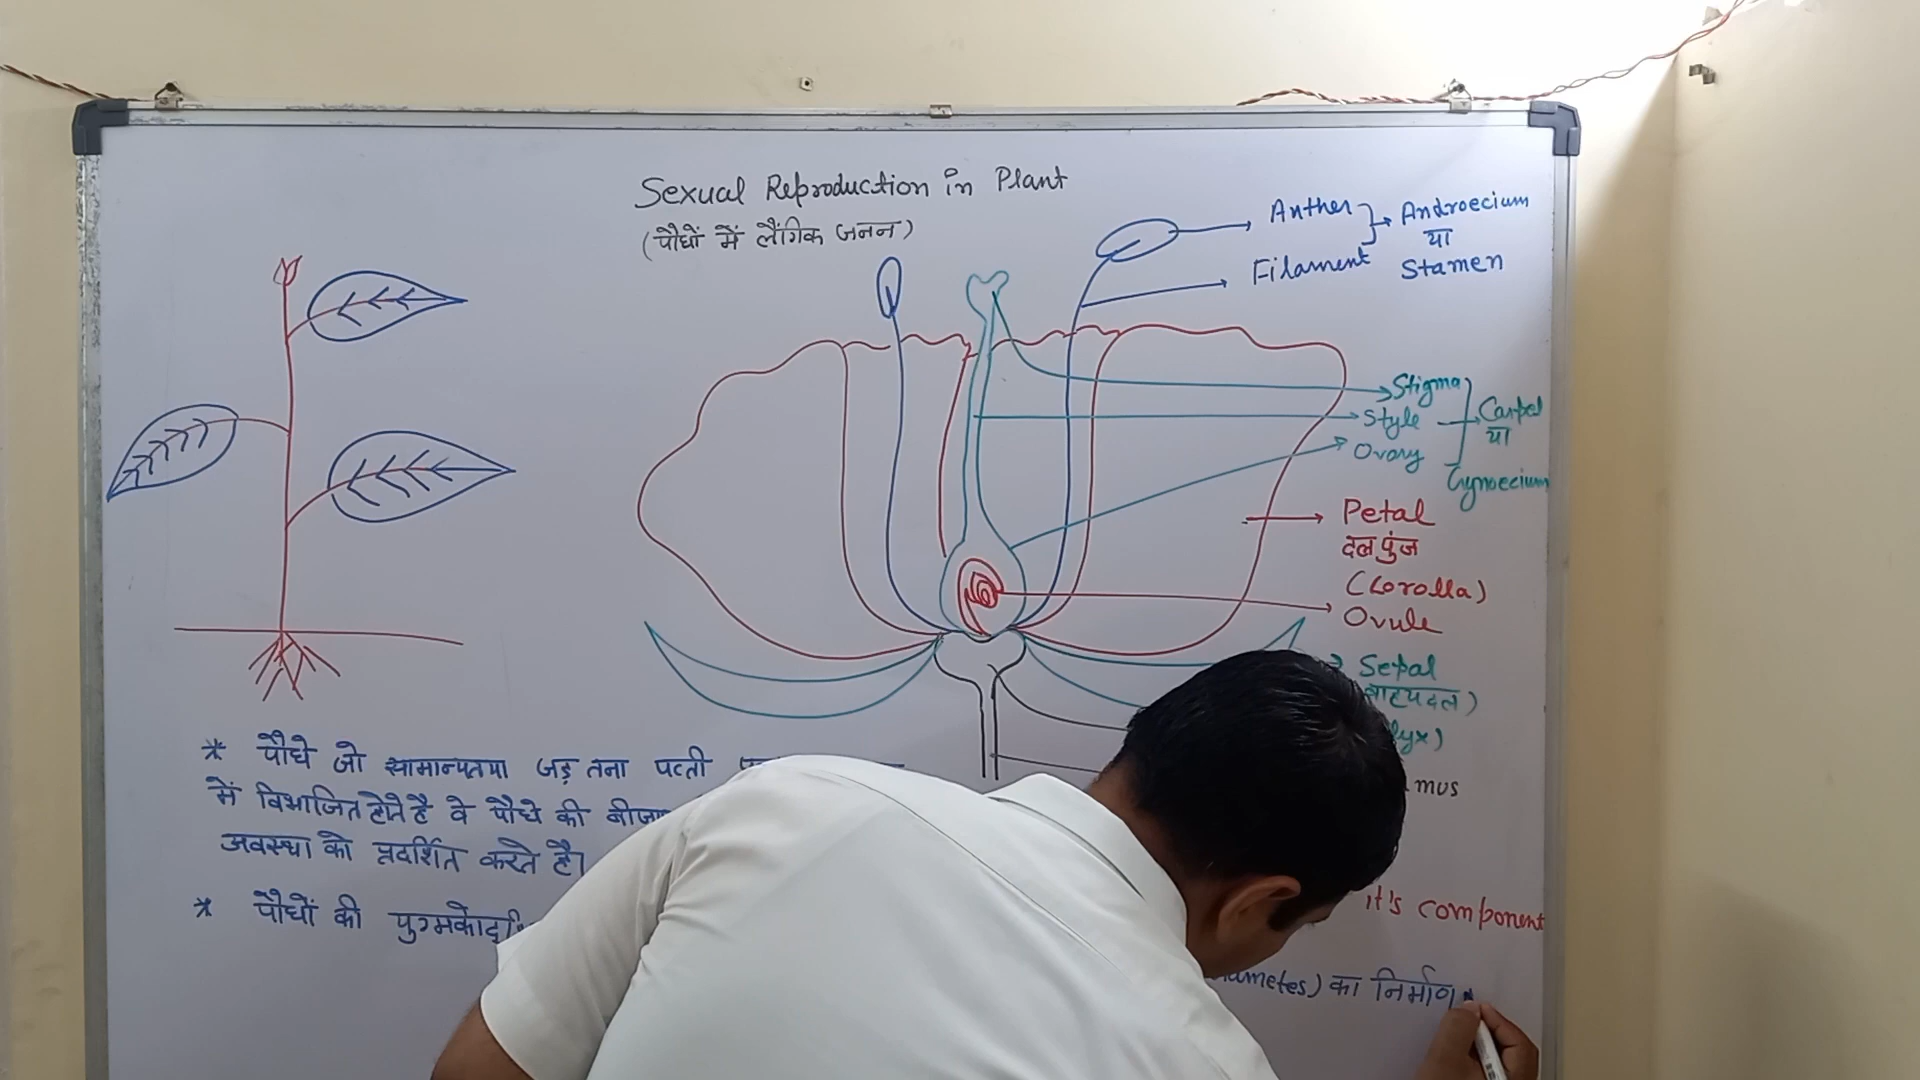 Sexual Reproduction in Plant
(पौधों में लैंगिक जनन)
Anther
Filament
Androecium
या
Stamen
Stigma
Style
Ovary
Carpel
या
Gynoecium
Petal
दलपुंज
(Corolla)
Ovule
Sepal
बाह्यदल)
lyx)
mus
* पौधे जो सामान्यतया जड़ तना पत्ती
में विभाजित होते है वे पौधे की
अवस्था को प्रदर्शित करते है।
* पौधों की
it's component
ametes) का निर्माण